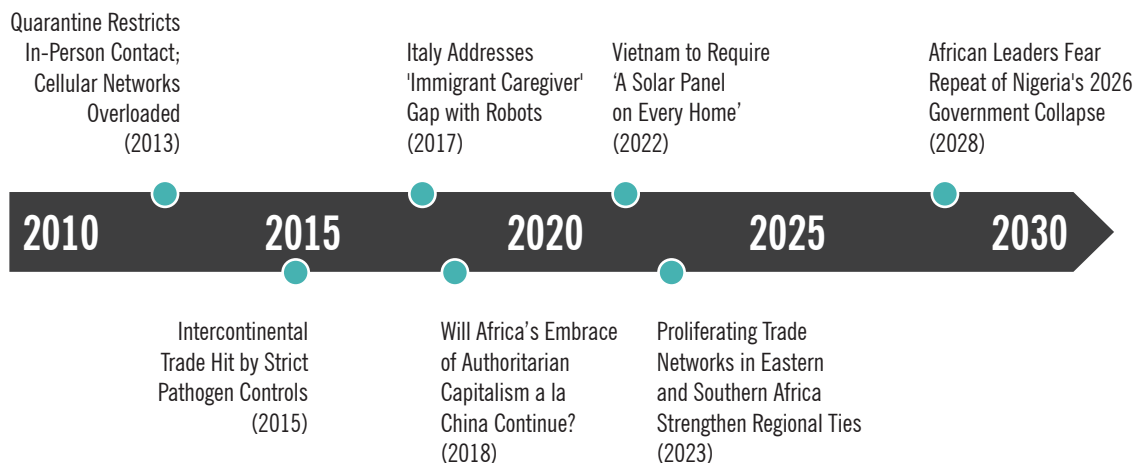 Quarantine Restricts
In-Person Contact;
Cellular Networks
Overloaded
(2013)
Italy Addresses
'Immigrant Caregiver'
Gap with Robots
(2017)
Vietnam to Require
‘A Solar Panel
on Every Home’
(2022)
African Leaders Fear
Repeat of Nigeria's 2026
Government Collapse
(2028)
2010 2015 2020 2025 2030
Intercontinental
Trade Hit by Strict
Pathogen Controls
(2015)
Will Africa’s Embrace
of Authoritarian
Capitalism a la
China Continue?
(2018)
Proliferating Trade
Networks in Eastern
and Southern Africa
Strengthen Regional Ties
(2023)